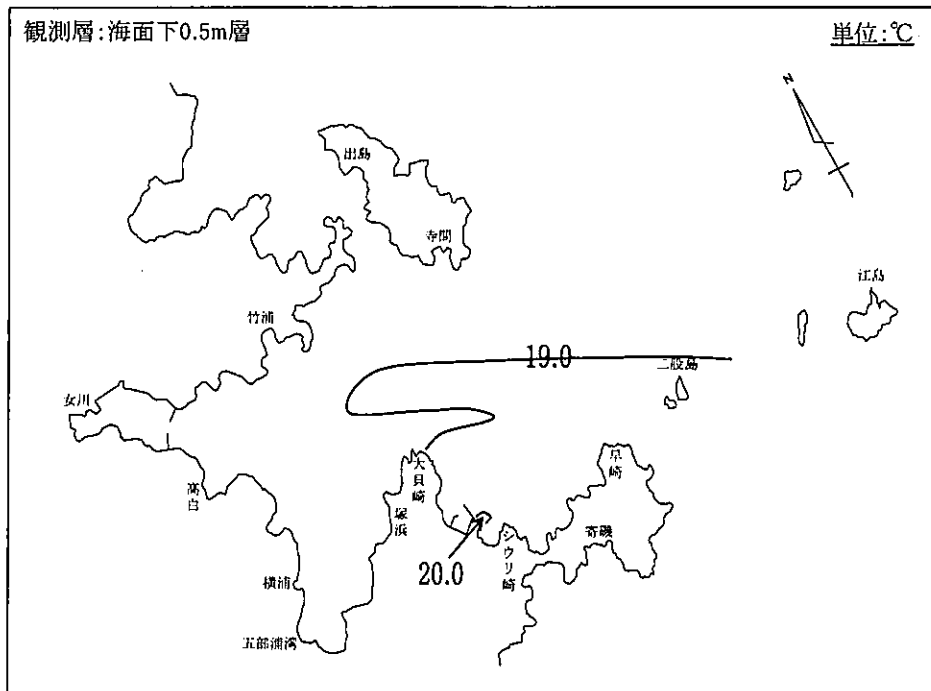 観測層:海面下0.5m層
単位:℃
N
出島
寺間
江島
竹浦
19.0
二股島
女川
大貝崎
早崎
高白
塚浜
寄磯
シウリ崎
20.0
横浦
五部浦湾